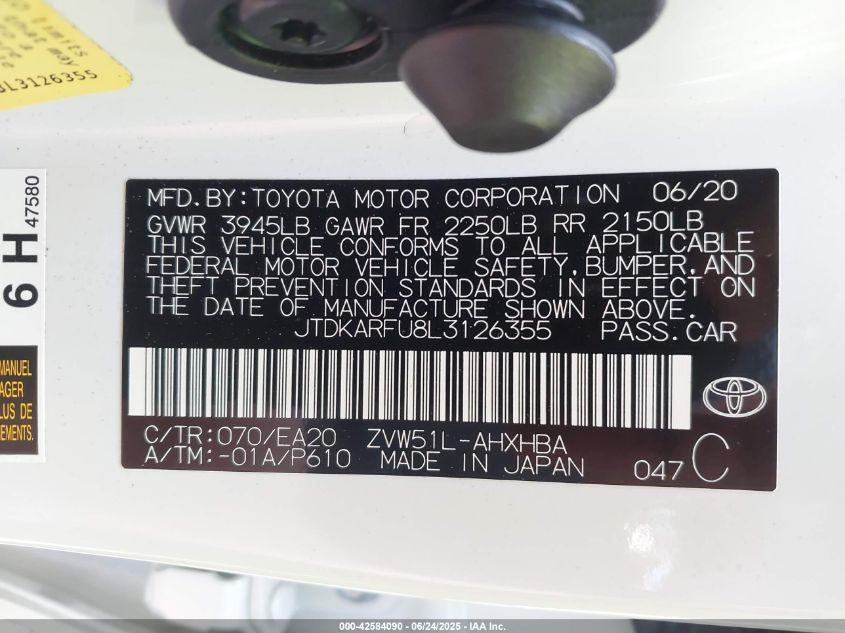 limits
JL3126355
47580
6 H
MANUEL
AGER
LUS DE
EMENTS.
MFD.BY:TOYOTA MOTOR CORPORATION 06/20
GVWR 3945LB GAWR FR 2250LB RR 2150LB
THIS VEHICLE CONFORMS TO ALL APPLICABLE
FEDERAL MOTOR VEHICLE SAFETY,BUMPER,AND
THEFT PREVENTION STANDARDS IN EFFECT ON
THE DATE OF MANUFACTURE SHOWN ABOVE.
JTDKARFU8L3126355 PASS.CAR
C/TR:070/EA20 ZVW51L-AHXHBA
A/TM:-01A/P610 MADE IN JAPAN 047 C
000-42584090 - 06/24/2025 - IAA Inc.